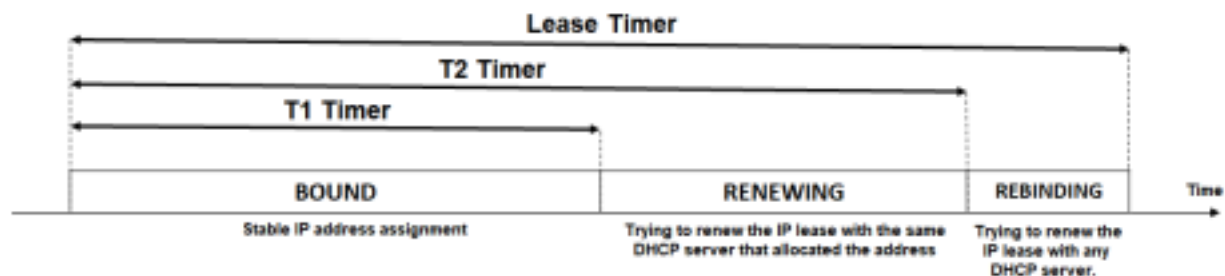 Lease Timer
T2 Timer
T1 Timer
BOUND
RENEWING
REBINDING
Time
Stable IP address assignment
Trying to renew the IP lease with the same
DHCP server that allocated the address
Trying to renew the
IP lease with any
DHCP server.